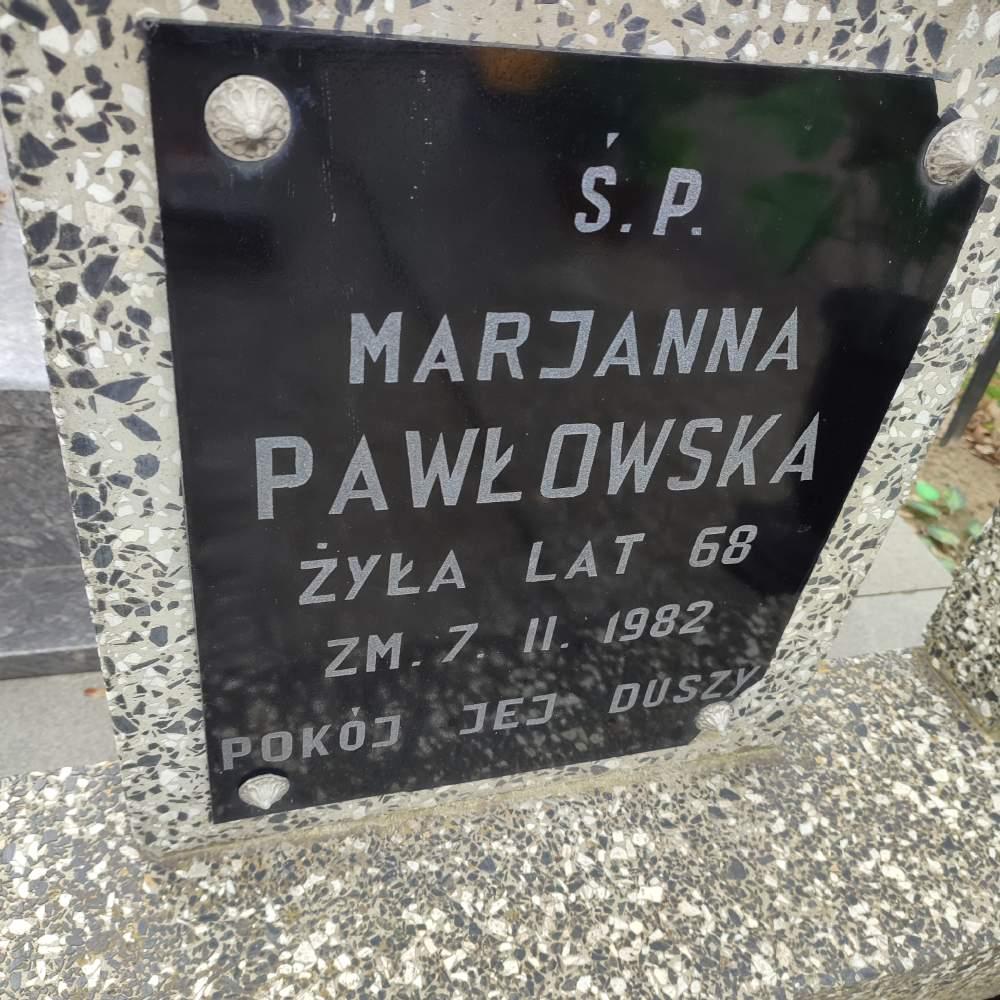 Ś.P.
MARJANNA
PAWŁOWSKA
ŻYŁA LAT 68
ZM. 7. II. 1982
POKÓJ JEJ DUSZY